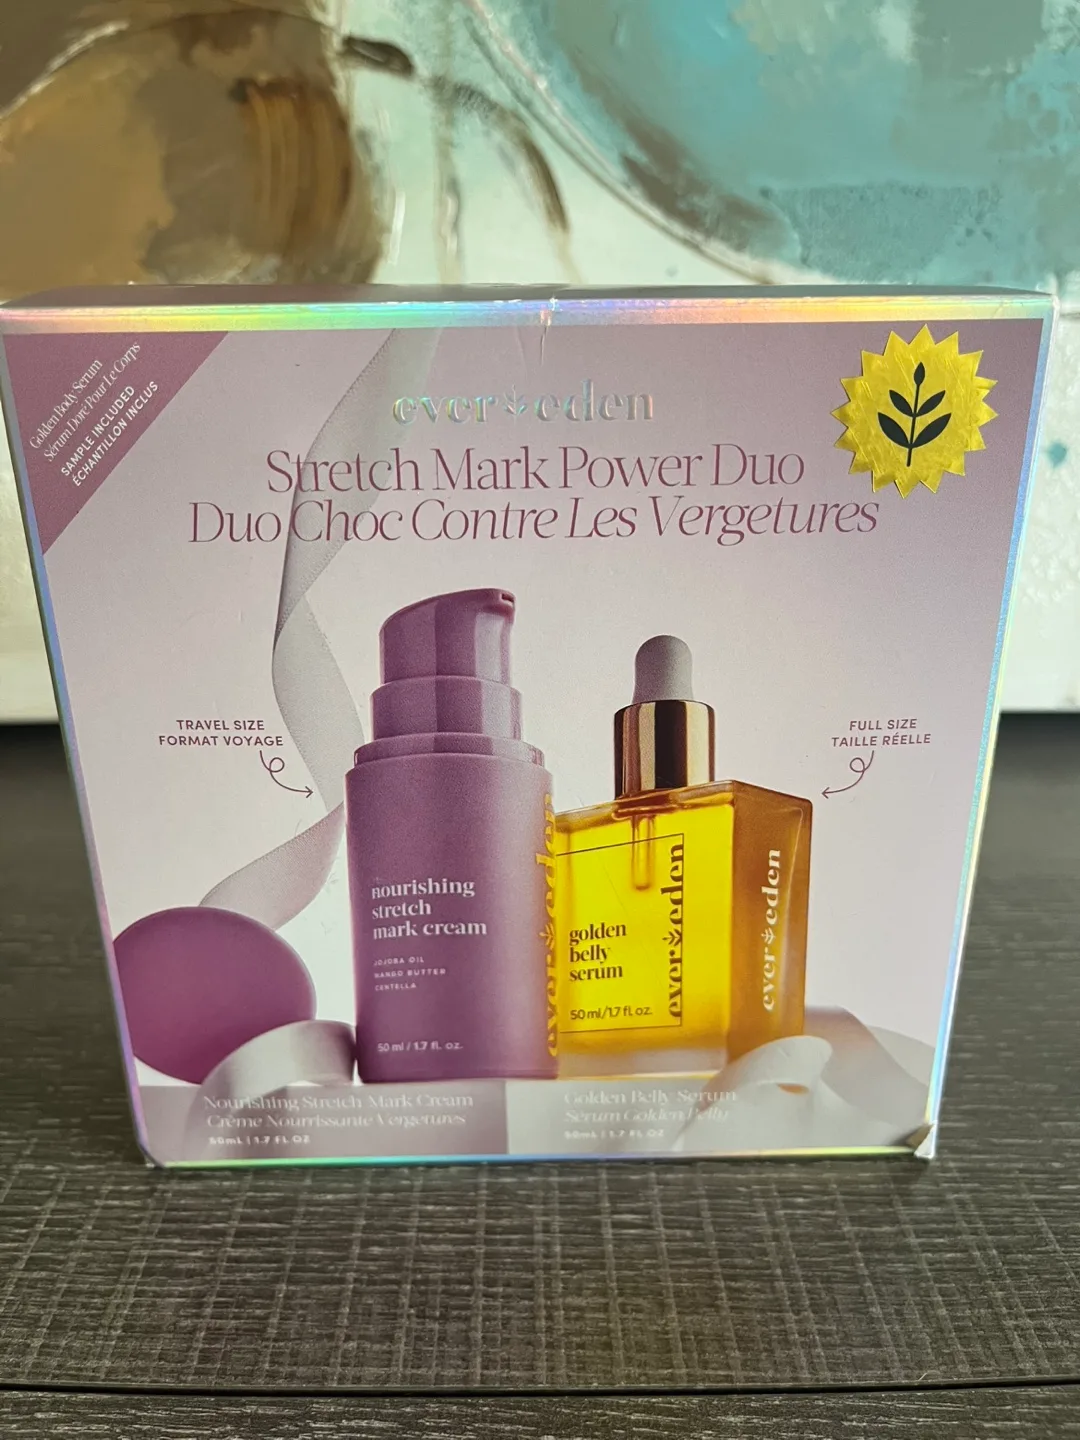 Golden Body Serum
Sérum Doré Pour Le Corps
SAMPLE INCLUDED
ÉCHANTILLON INCLUS
ever eden
Stretch Mark Power Duo
Duo Choc Contre Les Vergetures
TRAVEL SIZE
FORMAT VOYAGE
FULL SIZE
TAILLE RÉELLE
nourishing
stretch
mark cream
JOJOBA OIL
MANGO BUTTER
CENTELLA
50 ml / 1.7 fl. oz.
ever eden
golden
belly
serum
50 ml/1.7 fl. oz.
ever eden
ever eden
Nourishing Stretch Mark Cream
Crème Nourrissante Vergetures
50mL | 1.7 FL OZ
Golden Belly Serum
Serum Golden Belly
50mL | 1.7 FL OZ